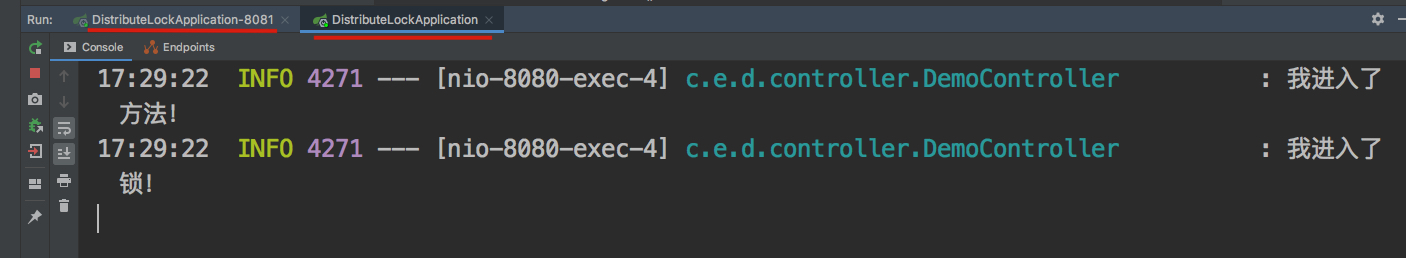 Run: DistributeLockApplication-8081 × DistributeLockApplication ×
Console Endpoints
17:29:22 INFO 4271 --- [nio-8080-exec-4] c.e.d.controller.DemoController : 我进入了
方法!
17:29:22 INFO 4271 --- [nio-8080-exec-4] c.e.d.controller.DemoController : 我进入了
锁!